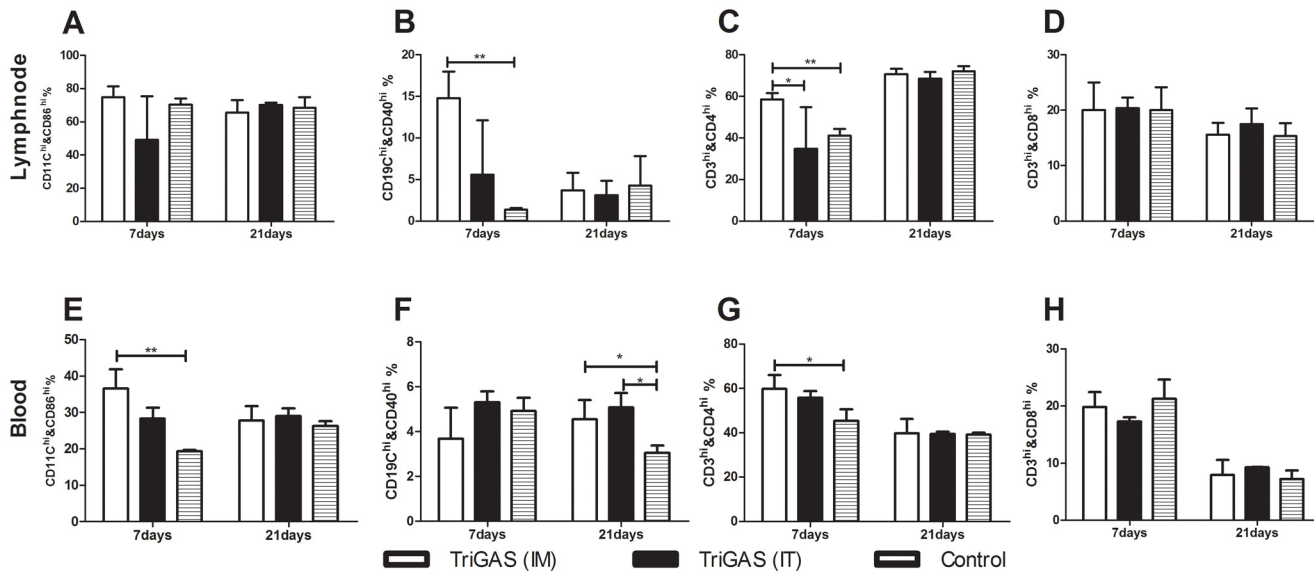 A
B
C
D
Lymphnode
CD11C hi &CD86 hi %
100
80
60
40
20
0
7days
21days
CD19C hi &CD40 hi %
20
15
10
5
0
**
7days
21days
CD3 hi &CD4 hi %
80
60
40
20
0
**
*
7days
21days
CD3 hi &CD8 hi %
30
20
10
0
7days
21days
E
F
G
H
Blood
CD11C hi &CD86 hi %
50
40
30
20
10
0
**
7days
21days
CD19C hi &CD40 hi %
8
6
4
2
0
*
*
7days
21days
CD3 hi &CD4 hi %
80
60
40
20
0
*
7days
21days
CD3 hi &CD8 hi %
30
20
10
0
7days
21days
TriGAS (IM)
TriGAS (IT)
Control